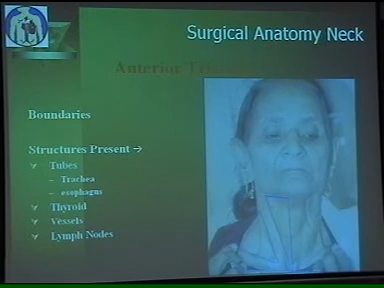 Surgical Anatomy Neck
Anterior
Boundaries
Structures Present →
Tubes
– Trachea
– esophagus
Thyroid
Vessels
Lymph Nodes